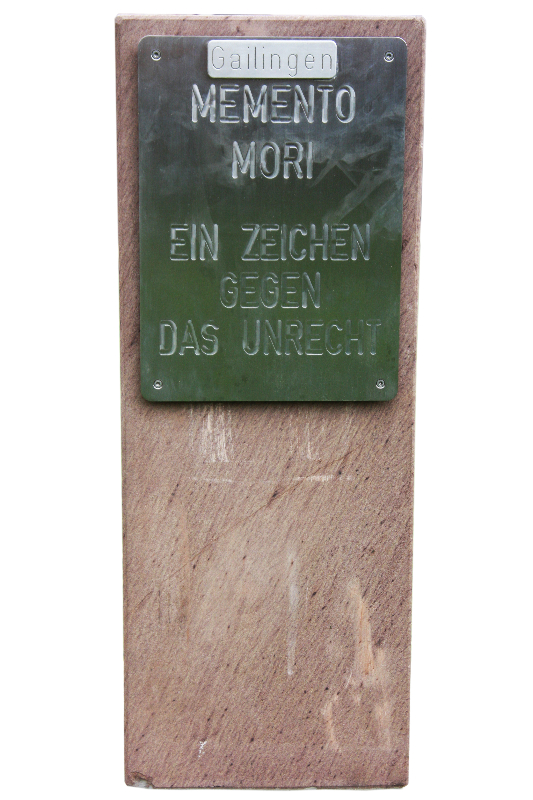 Gailingen
MEMENTO
MORI
EIN ZEICHEN
GEGEN
DAS UNRECHT